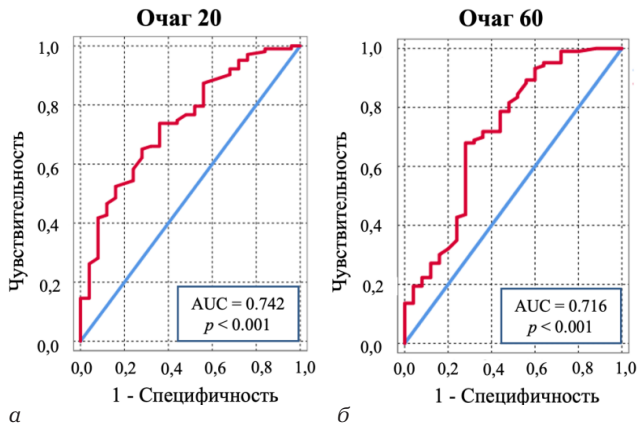 Очаг 20
Чувствительность
1,0
0,8
0,6
0,4
0,2
0,0
AUC = 0.742
p < 0.001
0,0 0,2 0,4 0,6 0,8 1,0
1 - Специфичность
а
Очаг 60
Чувствительность
1,0
0,8
0,6
0,4
0,2
0,0
AUC = 0.716
p < 0.001
0,0 0,2 0,4 0,6 0,8 1,0
1 - Специфичность
б